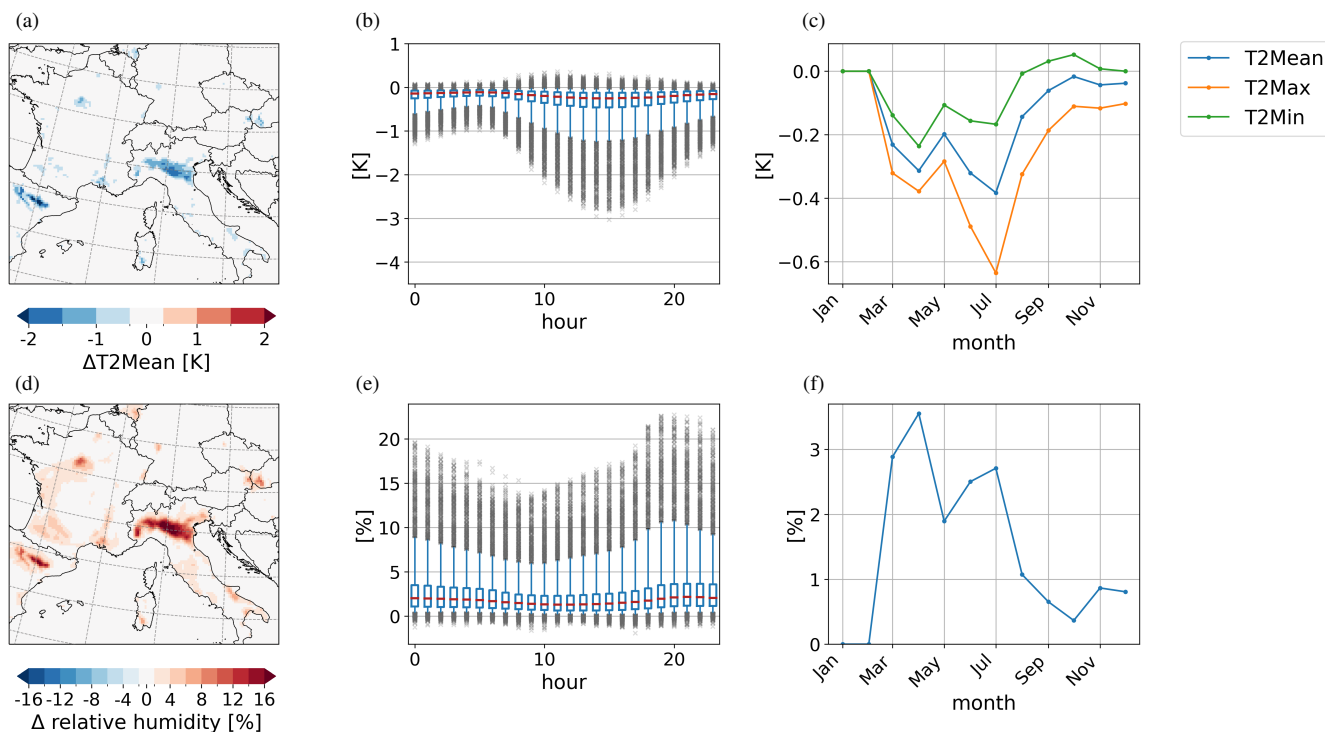 (a)
(b)
(c)
1
0
−1
−2
−3
−4
[K]
0
10
20
hour
0.0
−0.2
−0.4
−0.6
[K]
Jan
Mar
May
Jul
Sep
Nov
month
T2Mean
T2Max
T2Min
-2 -1 0 1 2
ΔT2Mean [K]
(d)
(e)
(f)
20
15
10
5
0
[%]
0
10
20
hour
3
2
1
0
[%]
Jan
Mar
May
Jul
Sep
Nov
month
-16 -12 -8 -4 0 4 8 12 16
Δ relative humidity [%]